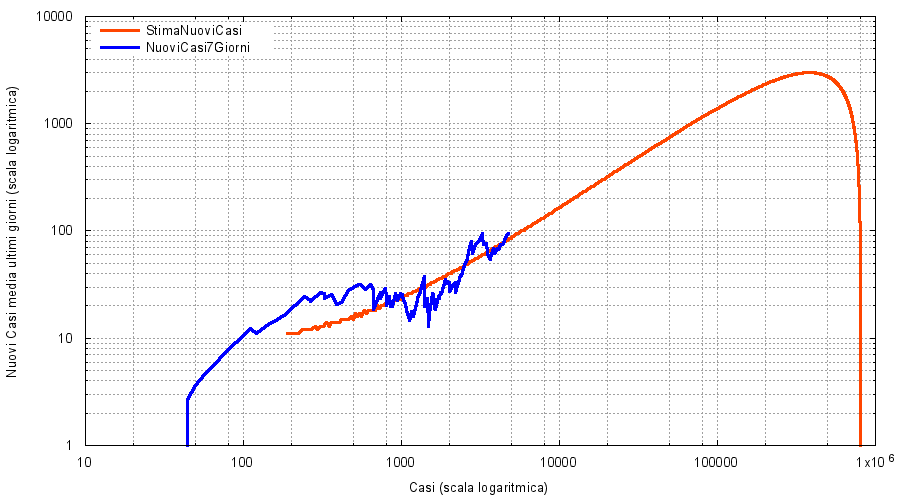 10000
StimaNuoviCasi
NuoviCasi7Giorni
1000
100
10
1
Nuovi Casi media ultimi giorni (scala logaritmica)
10 100 1000 10000 100000 1x10 6
Casi (scala logaritmica)